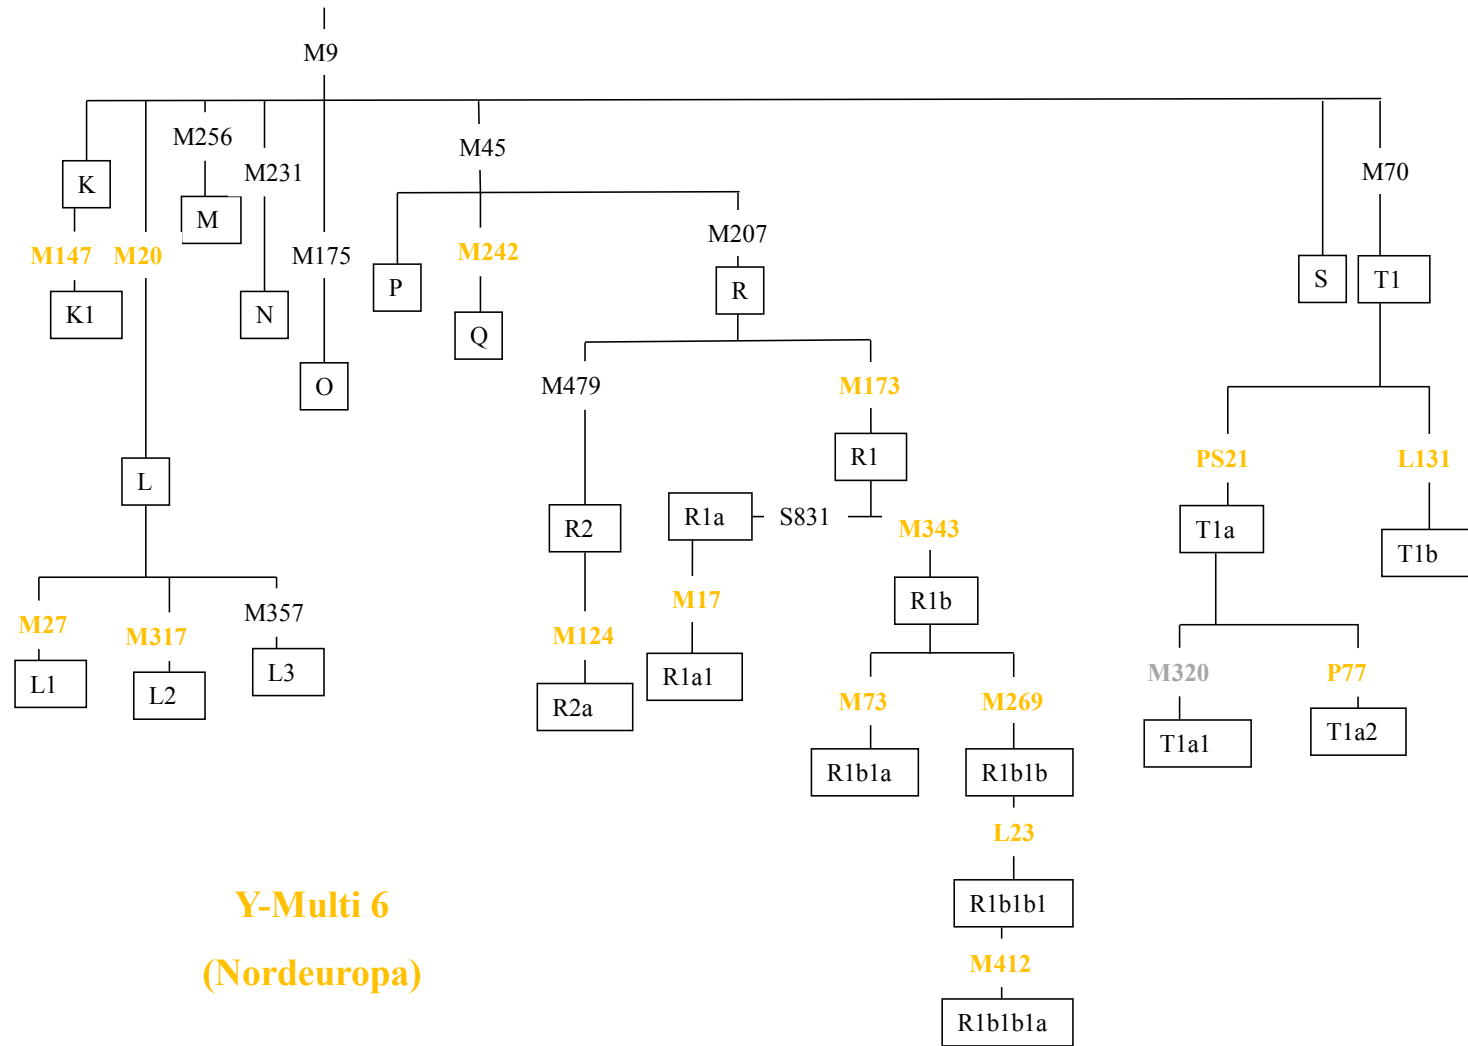 M9
M256
M45
M231
M70
K
M
M147
M20
M175
M242
M207
P
R
S
T1
K1
N
Q
O
M479
M173
R1
PS21
L131
L
R1a
S831
R2
M343
T1a
T1b
M27
M317
M357
M124
M17
R1b
L1
L2
L3
R2a
R1a1
M73
M269
M320
P77
T1a1
T1a2
R1b1a
R1b1b
L23
R1b1b1
M412
R1b1b1a
Y-Multi 6
(Nordeuropa)